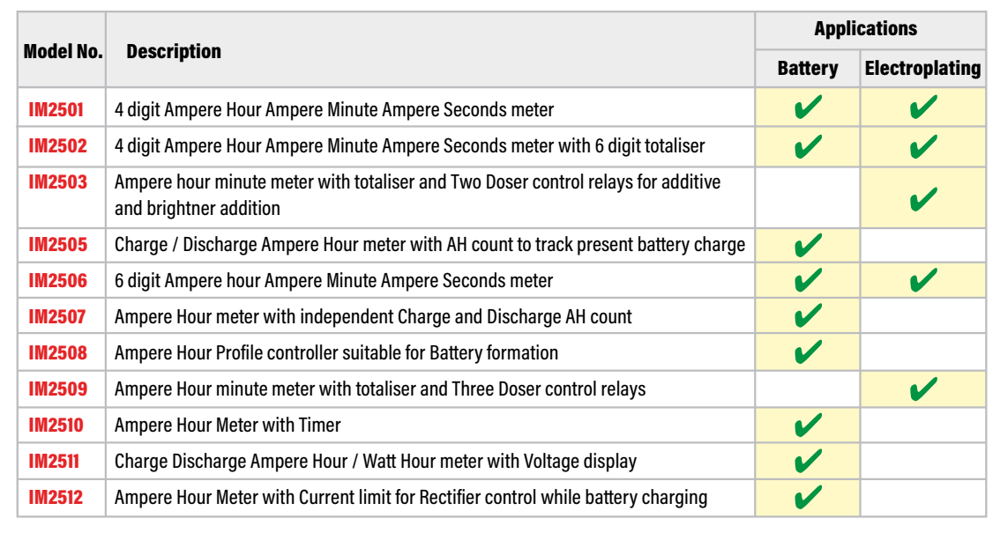 Model No. Description Applications
Battery Electroplating
IM2501 4 digit Ampere Hour Ampere Minute Ampere Seconds meter ✔ ✔
IM2502 4 digit Ampere Hour Ampere Minute Ampere Seconds meter with 6 digit totaliser ✔ ✔
IM2503 Ampere hour minute meter with totaliser and Two Doser control relays for additive
and brightner addition ✔
IM2505 Charge / Discharge Ampere Hour meter with AH count to track present battery charge ✔
IM2506 6 digit Ampere hour Ampere Minute Ampere Seconds meter ✔ ✔
IM2507 Ampere Hour meter with independent Charge and Discharge AH count ✔
IM2508 Ampere Hour Profile controller suitable for Battery formation ✔
IM2509 Ampere Hour minute meter with totaliser and Three Doser control relays ✔
IM2510 Ampere Hour Meter with Timer ✔
IM2511 Charge Discharge Ampere Hour / Watt Hour meter with Voltage display ✔
IM2512 Ampere Hour Meter with Current limit for Rectifier control while battery charging ✔